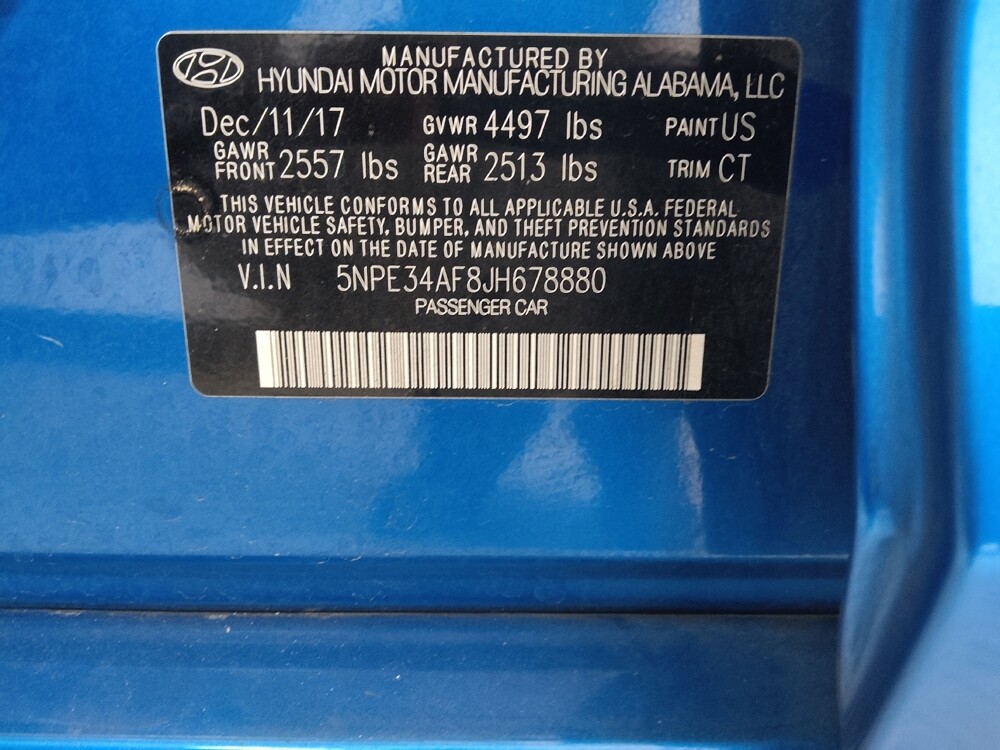 MANUFACTURED BY
HYUNDAI MOTOR MANUFACTURING ALABAMA, LLC
Dec/11/17 GVWR 4497 lbs PAINT US
GAWR FRONT 2557 lbs GAWR REAR 2513 lbs TRIM CT
THIS VEHICLE CONFORMS TO ALL APPLICABLE U.S.A. FEDERAL
MOTOR VEHICLE SAFETY, BUMPER, AND THEFT PREVENTION STANDARDS
IN EFFECT ON THE DATE OF MANUFACTURE SHOWN ABOVE
V.I.N 5NPE34AF8JH678880
PASSENGER CAR